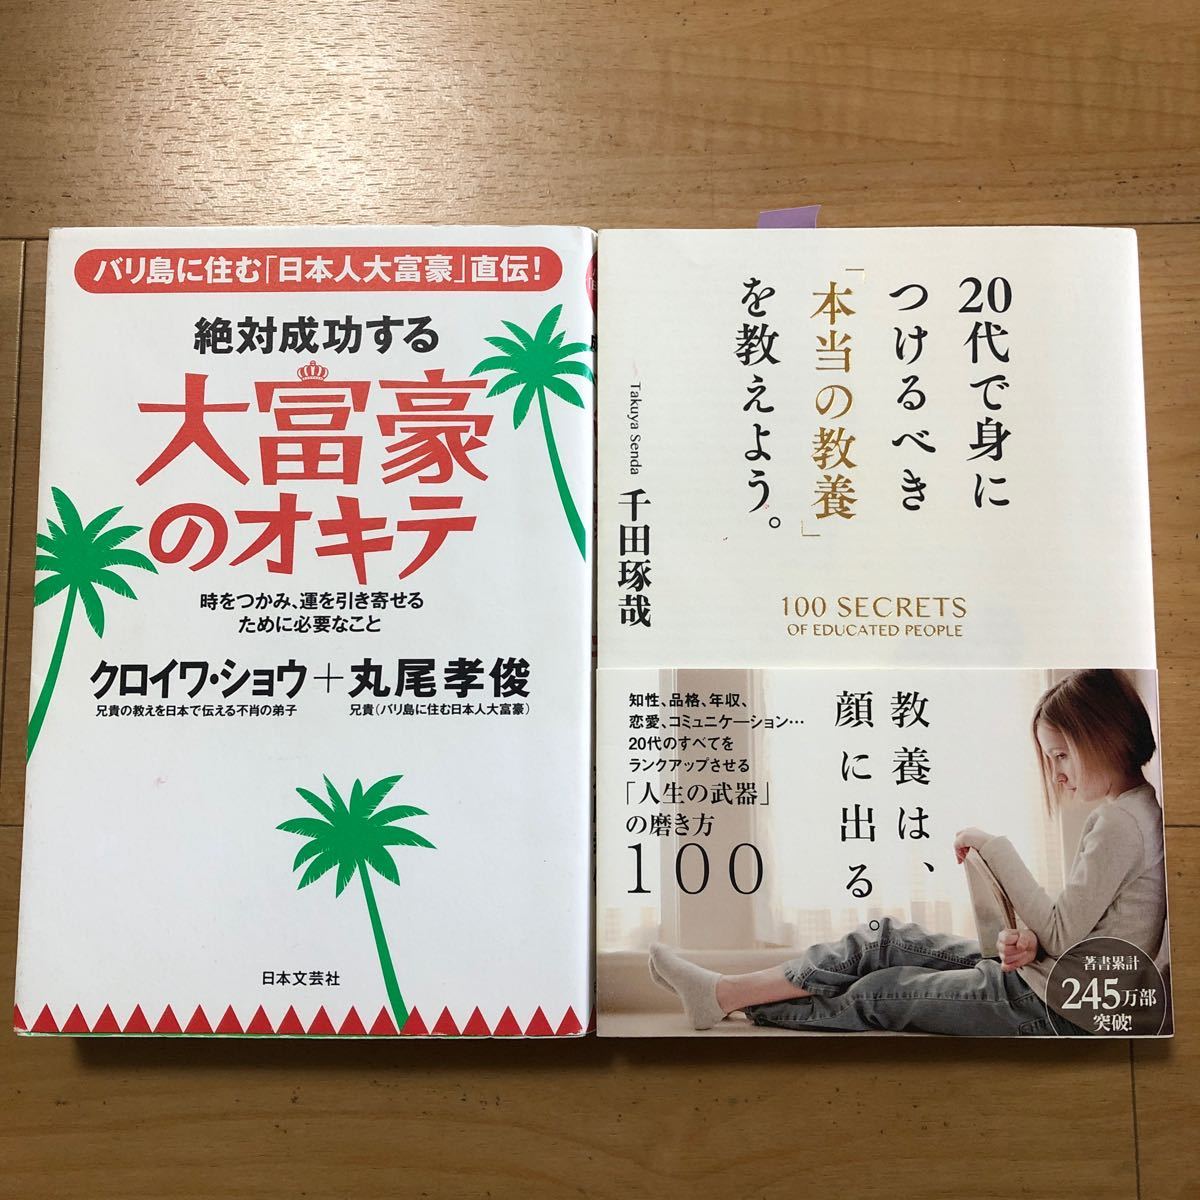 バリ島に住む「日本人大富豪」直伝!
絶対成功する
大富豪
のオキテ
時をつかみ、運を引き寄せる
ために必要なこと
クロイワ・ショウ+丸尾孝俊
兄貴の教えを日本で伝える不肖の弟子
兄貴(バリ島に住む日本人大富豪)
日本文芸社
20代で身に
つけるべき
「本当の教養」
を教えよう。
Takuya Senda
千田琢哉
100 SECRETS
OF EDUCATED PEOPLE
教養は、
顔に出る。
知性、品格、年収、
恋愛、コミュニケーション…
20代のすべてを
ランクアップさせる
「人生の武器」
の磨き方
100
著書累計
245万部
突破!